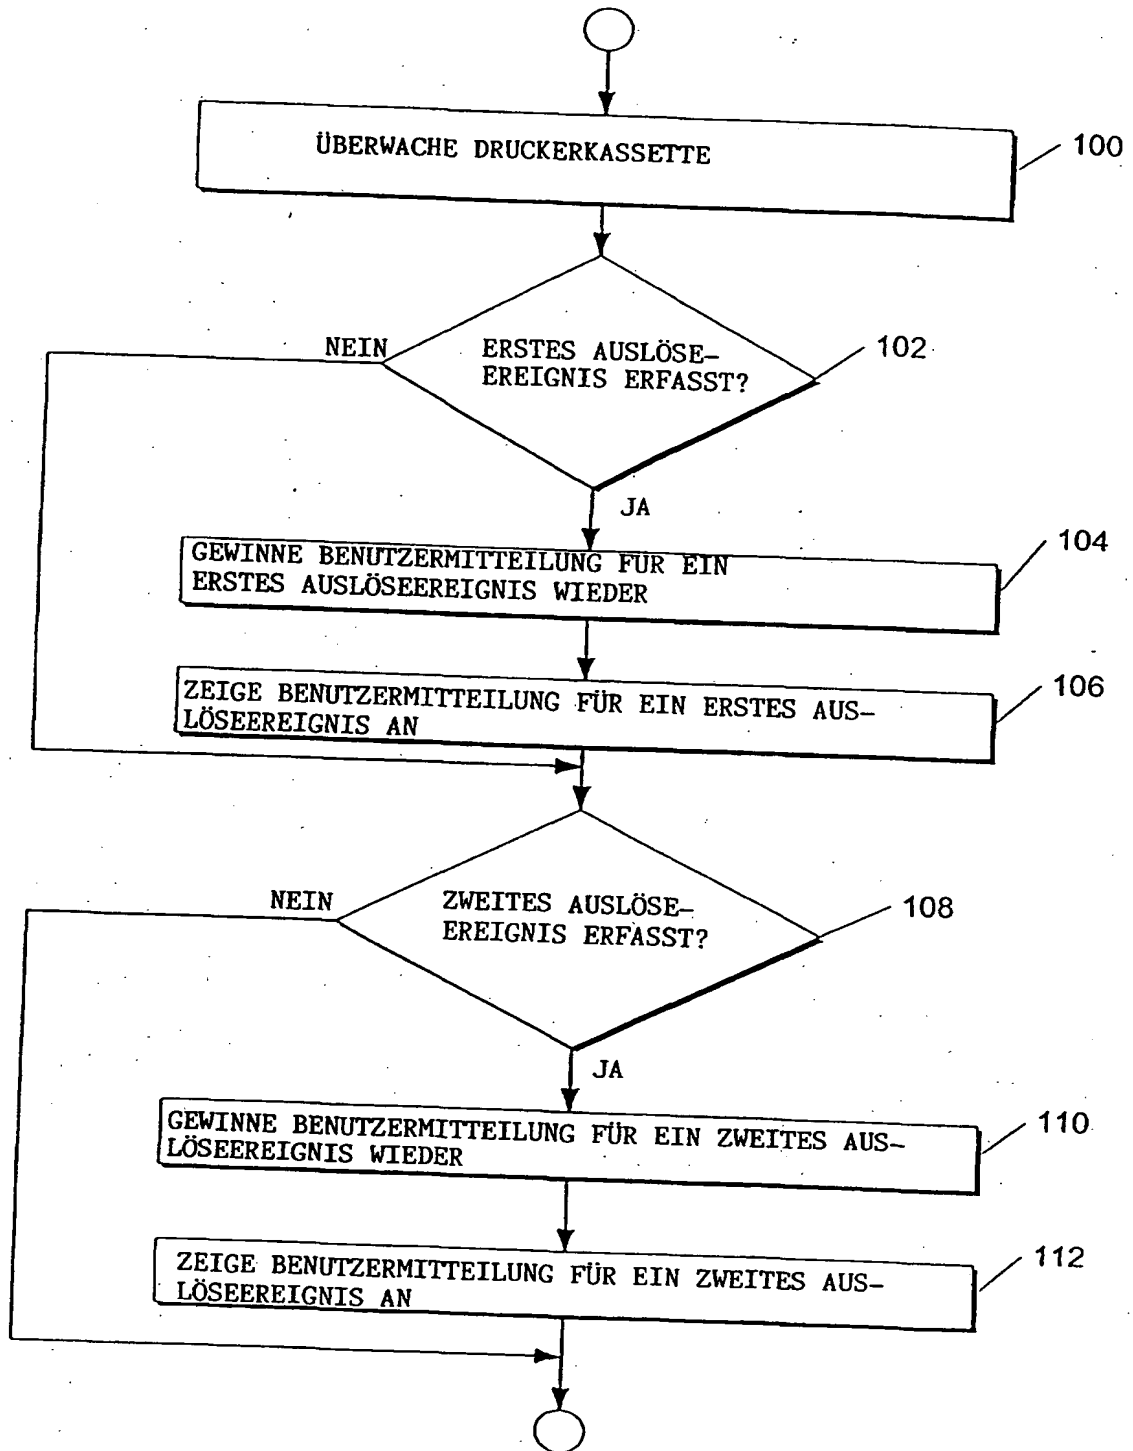 ÜBERWACHE DRUCKERKASSETTE
100
NEIN
ERSTES AUSLÖSE-
EREIGNIS ERFASST?
102
JA
GEWINNE BENUTZERMITTEILUNG FÜR EIN
ERSTES AUSLÖSEEREIGNIS WIEDER
104
ZEIGE BENUTZERMITTEILUNG FÜR EIN ERSTES AUS-
LÖSEEREIGNIS AN
106
NEIN
ZWEITES AUSLÖSE-
EREIGNIS ERFASST?
108
JA
GEWINNE BENUTZERMITTEILUNG FÜR EIN ZWEITES AUS-
LÖSEEREIGNIS WIEDER
110
ZEIGE BENUTZERMITTEILUNG FÜR EIN ZWEITES AUS-
LÖSEEREIGNIS AN
112